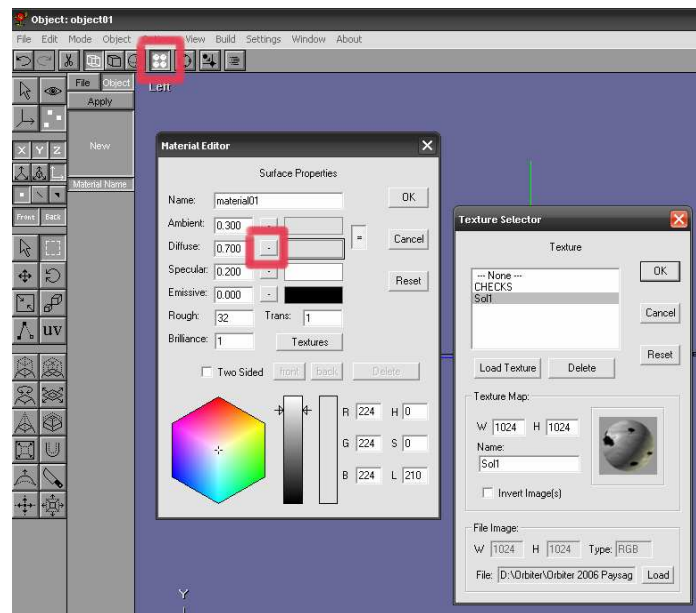 Object: object01
File Edit Mode Object View Build Settings Window About
File Object
Left
Apply
New
X Y Z
Material Name
Front Back
uv
Material Editor
Surface Properties
Name: material01 OK
Ambient: 0.300 -
Diffuse: 0.700 - = Cancel
Specular: 0.200 -
Reset
Emissive: 0.000 -
Rough: 32 Trans: 1
Brilliance: 1 Textures
Two Sided front back Delete
R 224 H 0
G 224 S 0
B 224 L 210
Y
Texture Selector
Texture
--- None ---
CHECKS
Sol1
OK
Cancel
Reset
Load Texture Delete
Texture Map:
W 1024 H 1024
Name:
Sol1
Invert Image(s)
File Image:
W 1024 H 1024 Type: RGB
File: D:\Orbiter\Orbiter 2006 Paysag Load